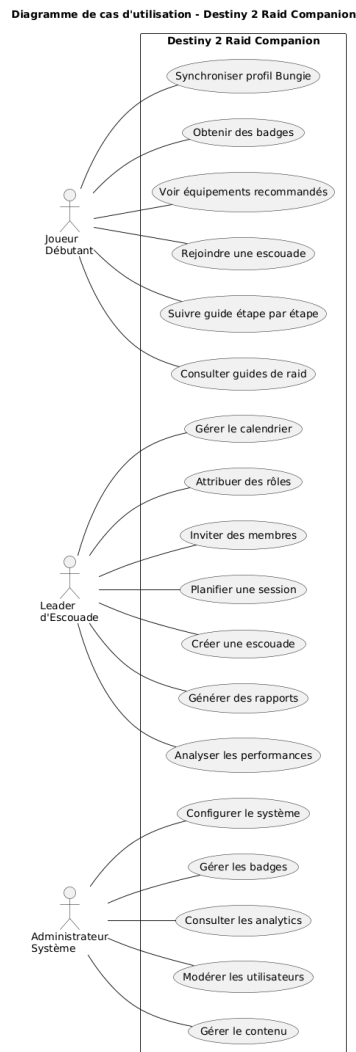 Diagramme de cas d'utilisation - Destiny 2 Raid Companion
Destiny 2 Raid Companion
Synchroniser profil Bungie
Obtenir des badges
Voir équipements recommandés
Joueur
Débutant
Rejoindre une escouade
Suivre guide étape par étape
Consulter guides de raid
Gérer le calendrier
Attribuer des rôles
Inviter des membres
Planifier une session
Leader
d'Escouade
Créer une escouade
Générer des rapports
Analyser les performances
Configurer le système
Gérer les badges
Consulter les analytics
Administrateur
Système
Modérer les utilisateurs
Gérer le contenu